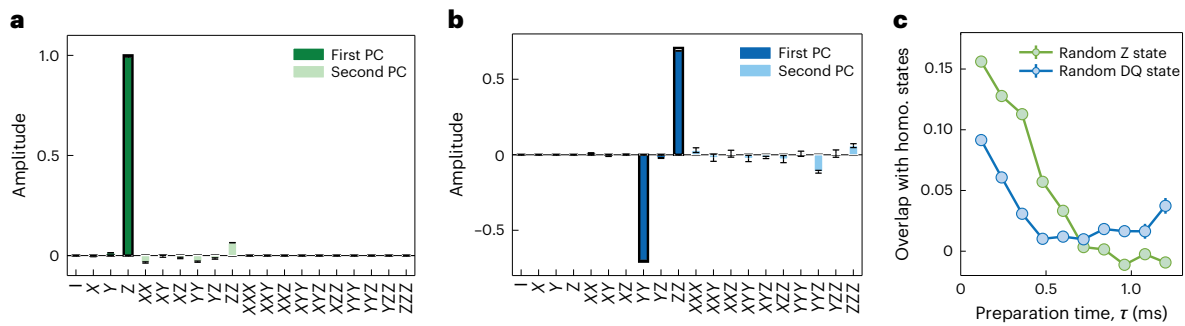 a
1.0
0.5
0
Amplitude
First PC
Second PC
I X Y Z XX XY XZ YY YZ ZZ XXX XXY XXZ XYY XYZ XZZ YYY YYZ YZZ ZZZ
b
0.5
0
−0.5
Amplitude
First PC
Second PC
I X Y Z XX XY XZ YY YZ ZZ XXX XXY XXZ XYY XYZ XZZ YYY YYZ YZZ ZZZ
c
Random Z state
Random DQ state
0.15
0.10
0.05
0
Overlap with homo. states
0 0.5 1.0
Preparation time, τ (ms)